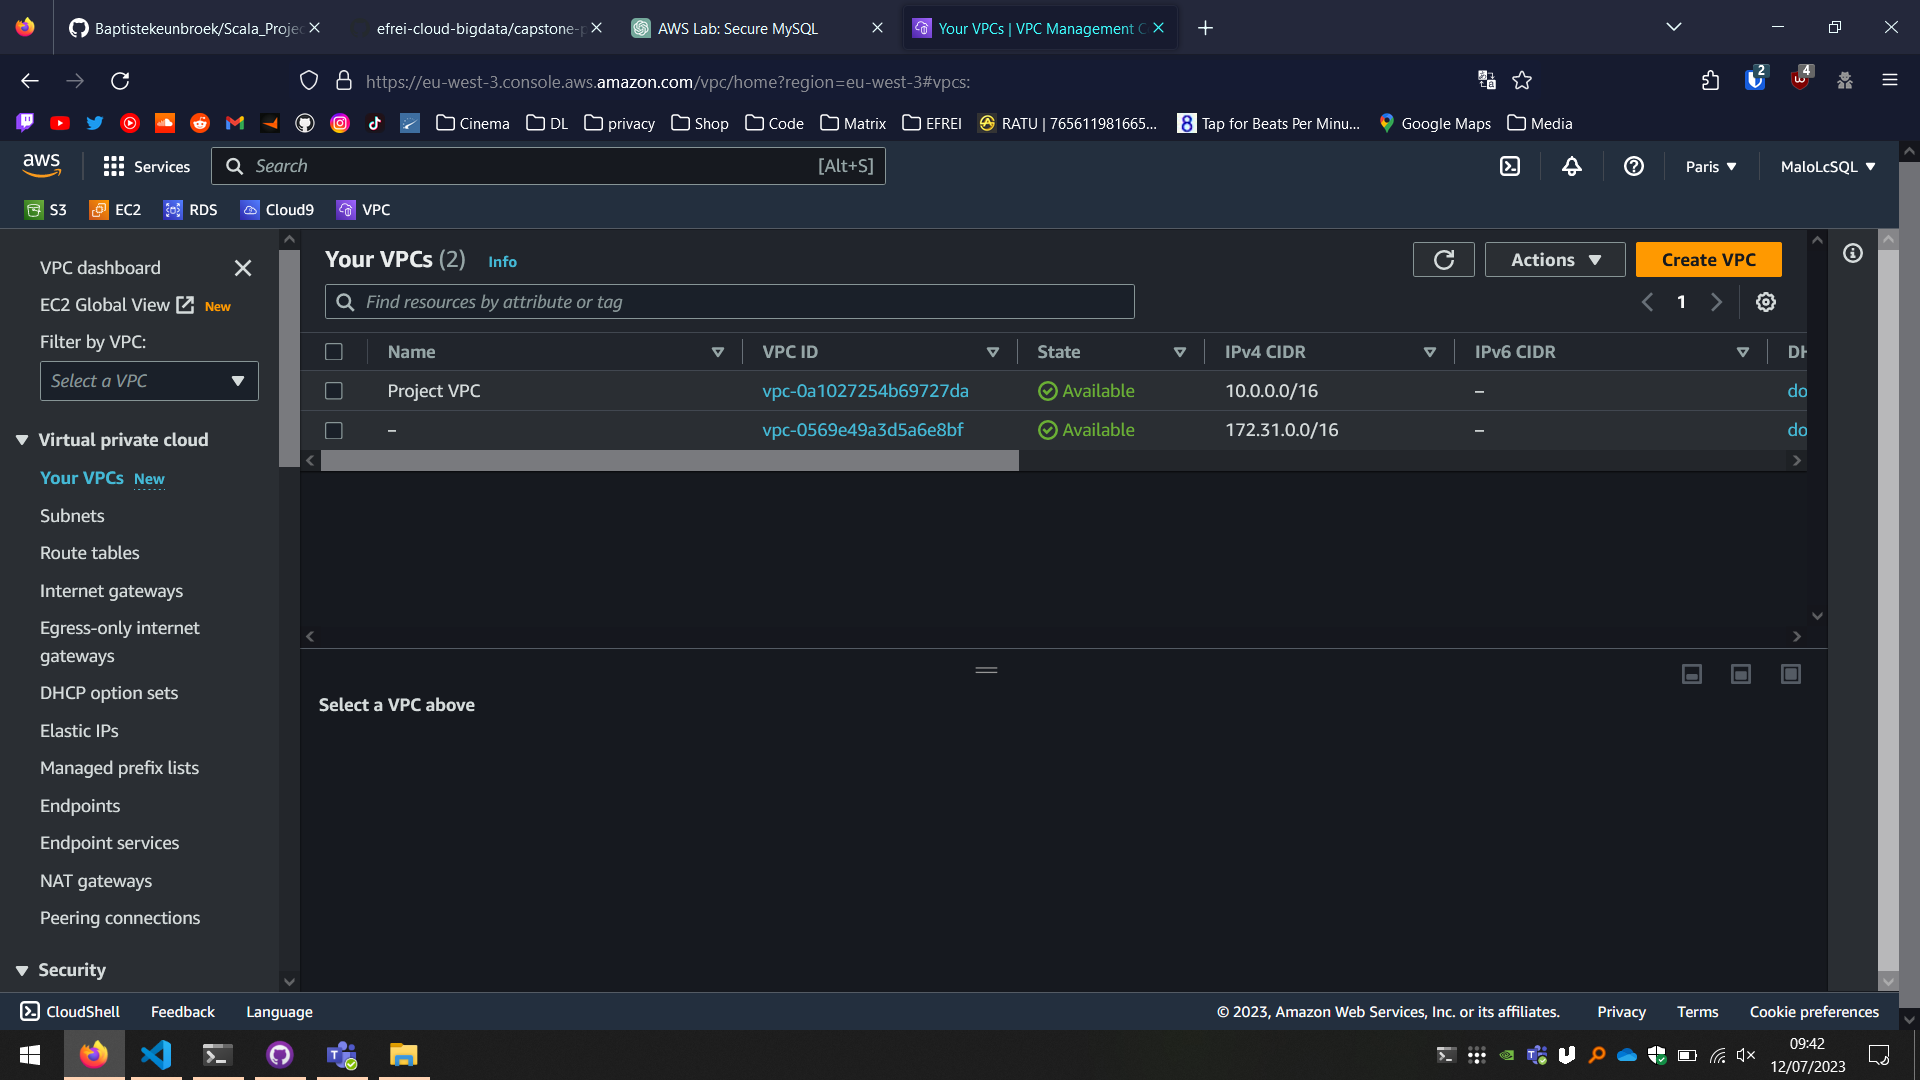 Baptistekeunbroek/Scala_Projec
efrei-cloud-bigdata/capstone-p
AWS Lab: Secure MySQL
Your VPCs | VPC Management C
https://eu-west-3.console.aws.amazon.com/vpc/home?region=eu-west-3#vpcs:
2
4
Cinema
DL
privacy
Shop
Code
Matrix
EFREI
RATU | 765611981665...
Tap for Beats Per Minu...
Google Maps
Media
aws
Services
Search
[Alt+S]
Paris
MaloLcSQL
S3
EC2
RDS
Cloud9
VPC
VPC dashboard
EC2 Global View New
Filter by VPC:
Select a VPC
Virtual private cloud
Your VPCs New
Subnets
Route tables
Internet gateways
Egress-only internet
gateways
DHCP option sets
Elastic IPs
Managed prefix lists
Endpoints
Endpoint services
NAT gateways
Peering connections
Security
Your VPCs (2) Info
Actions
Create VPC
Find resources by attribute or tag
1
Name VPC ID State IPv4 CIDR IPv6 CIDR DH
Project VPC vpc-0a1027254b69727da Available 10.0.0.0/16 – do
– vpc-0569e49a3d5a6e8bf Available 172.31.0.0/16 – do
Select a VPC above
CloudShell
Feedback
Language
© 2023, Amazon Web Services, Inc. or its affiliates.
Privacy
Terms
Cookie preferences
09:42
12/07/2023